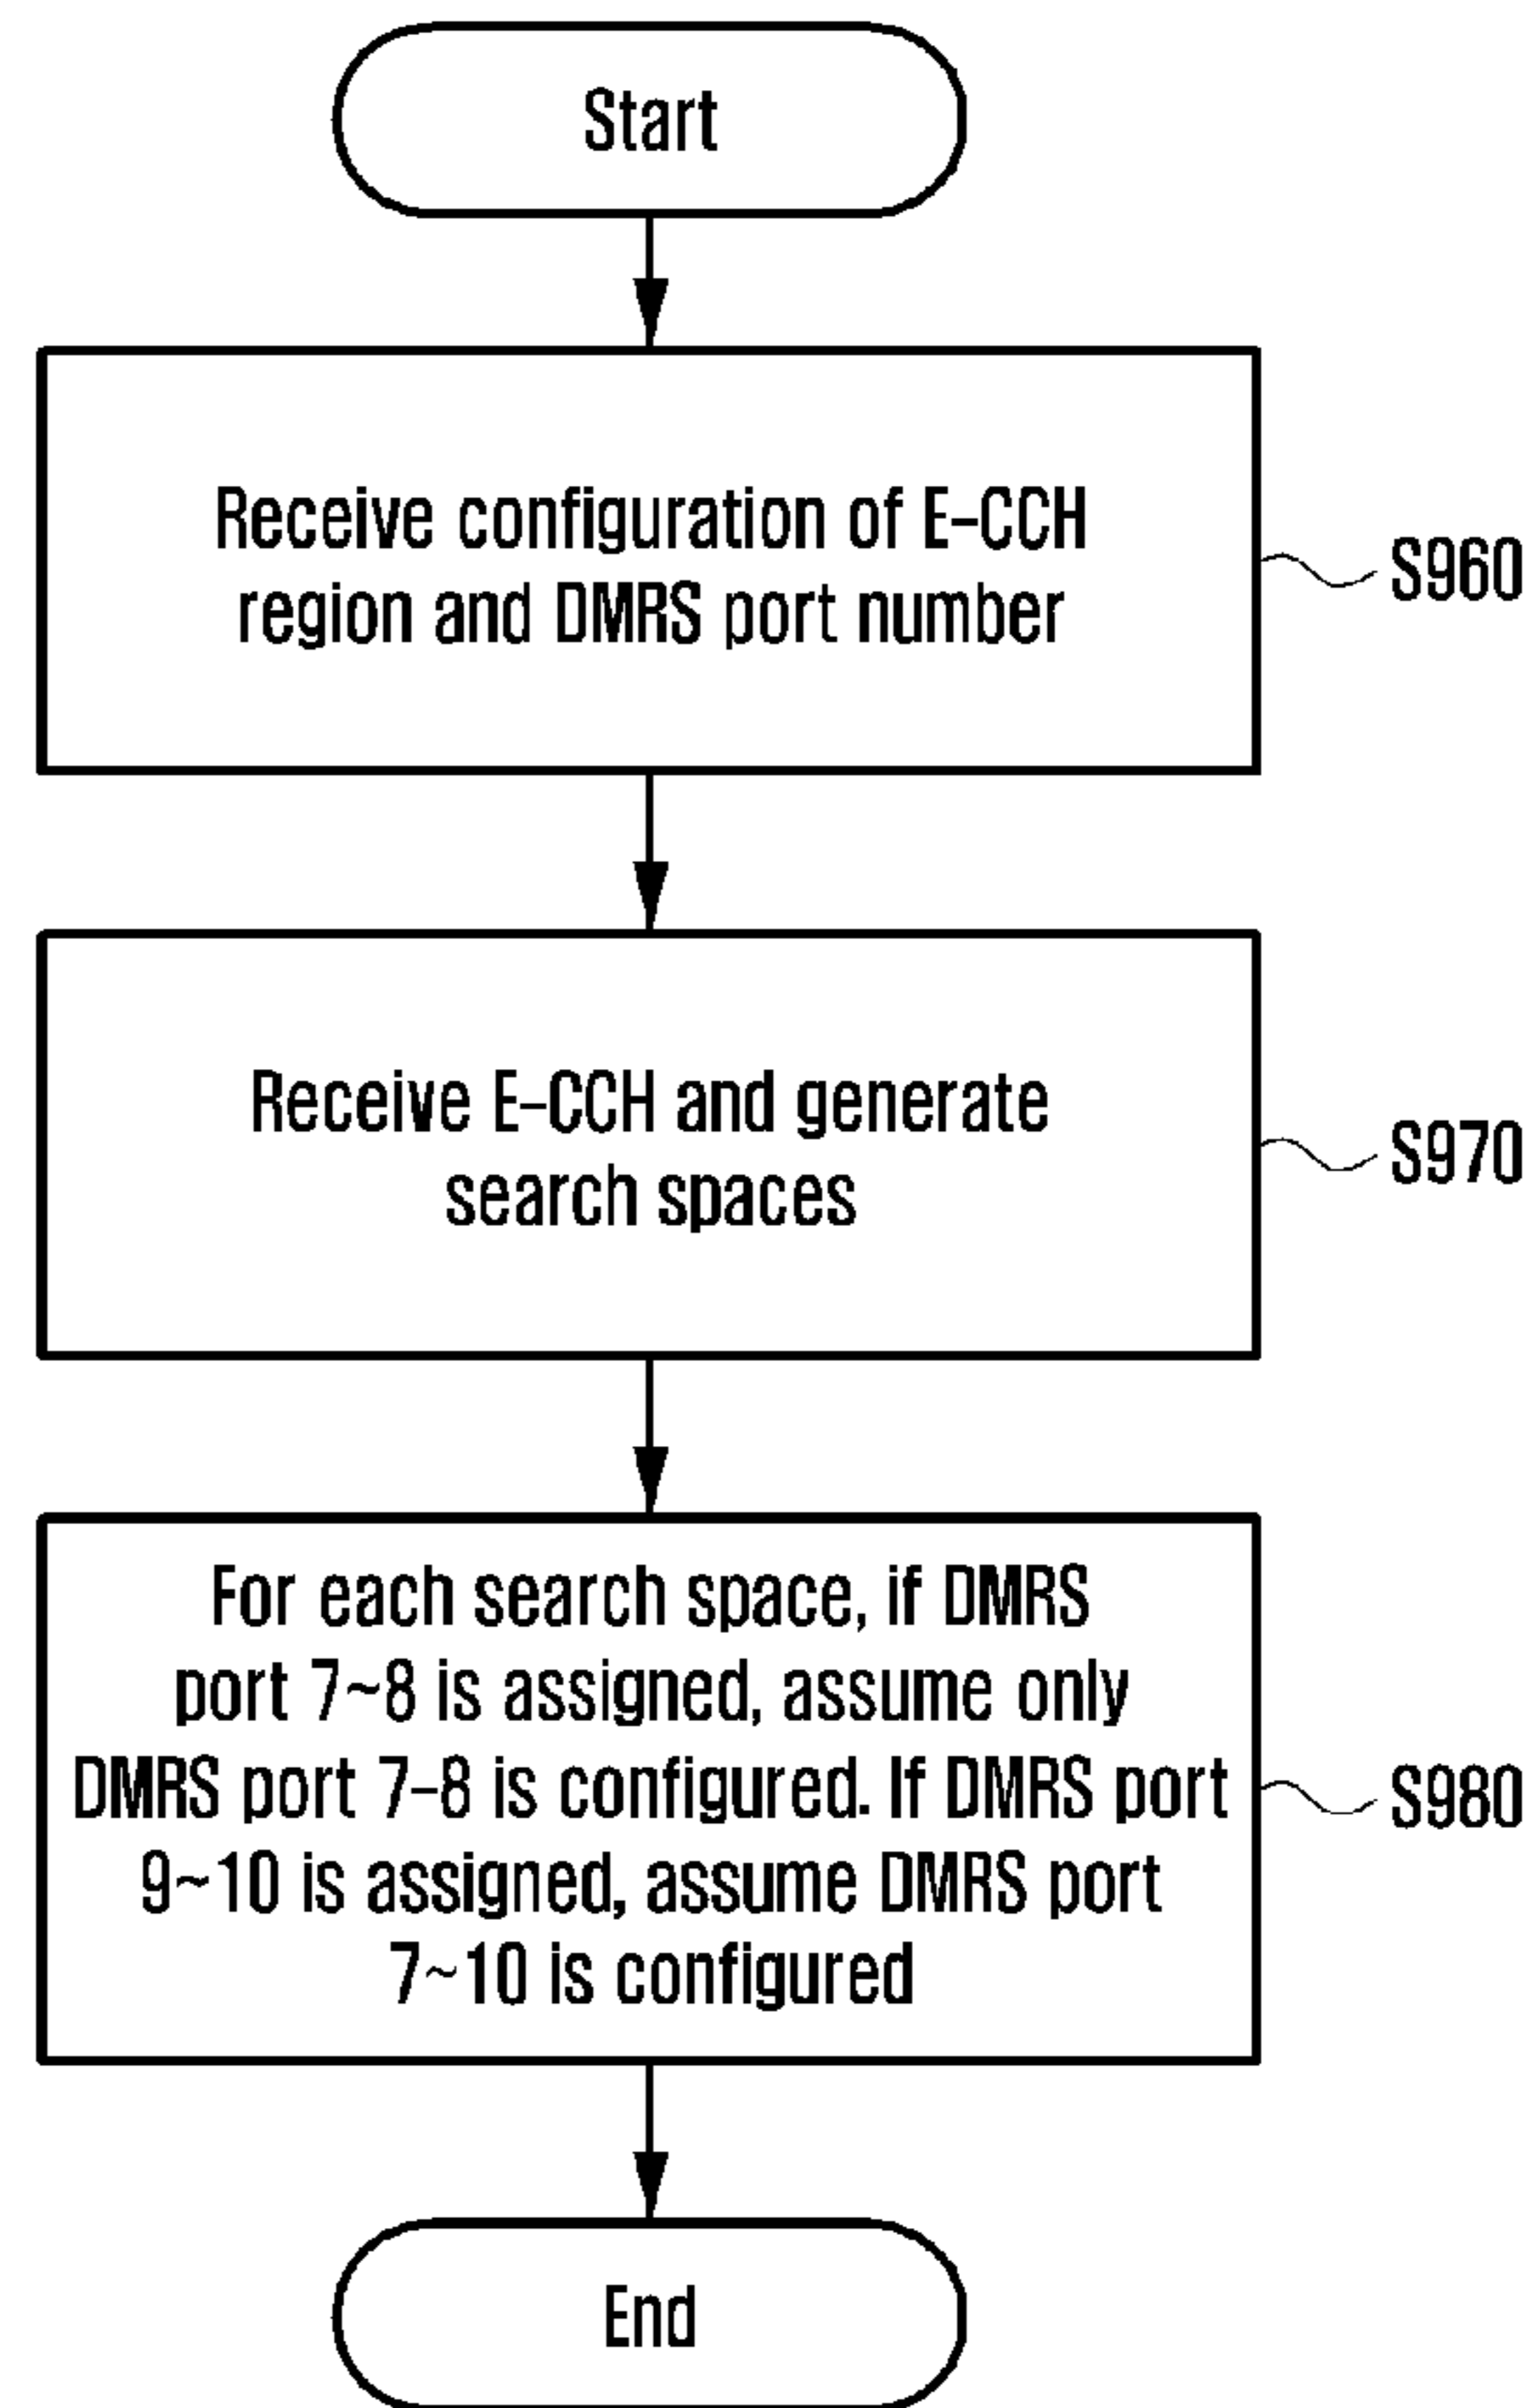 Start
Receive configuration of E-CCH
region and DMRS port number
S960
Receive E-CCH and generate
search spaces
S970
For each search space, if DMRS
port 7~8 is assigned, assume only
DMRS port 7-8 is configured. If DMRS port
9~10 is assigned, assume DMRS port
7~10 is configured
S980
End